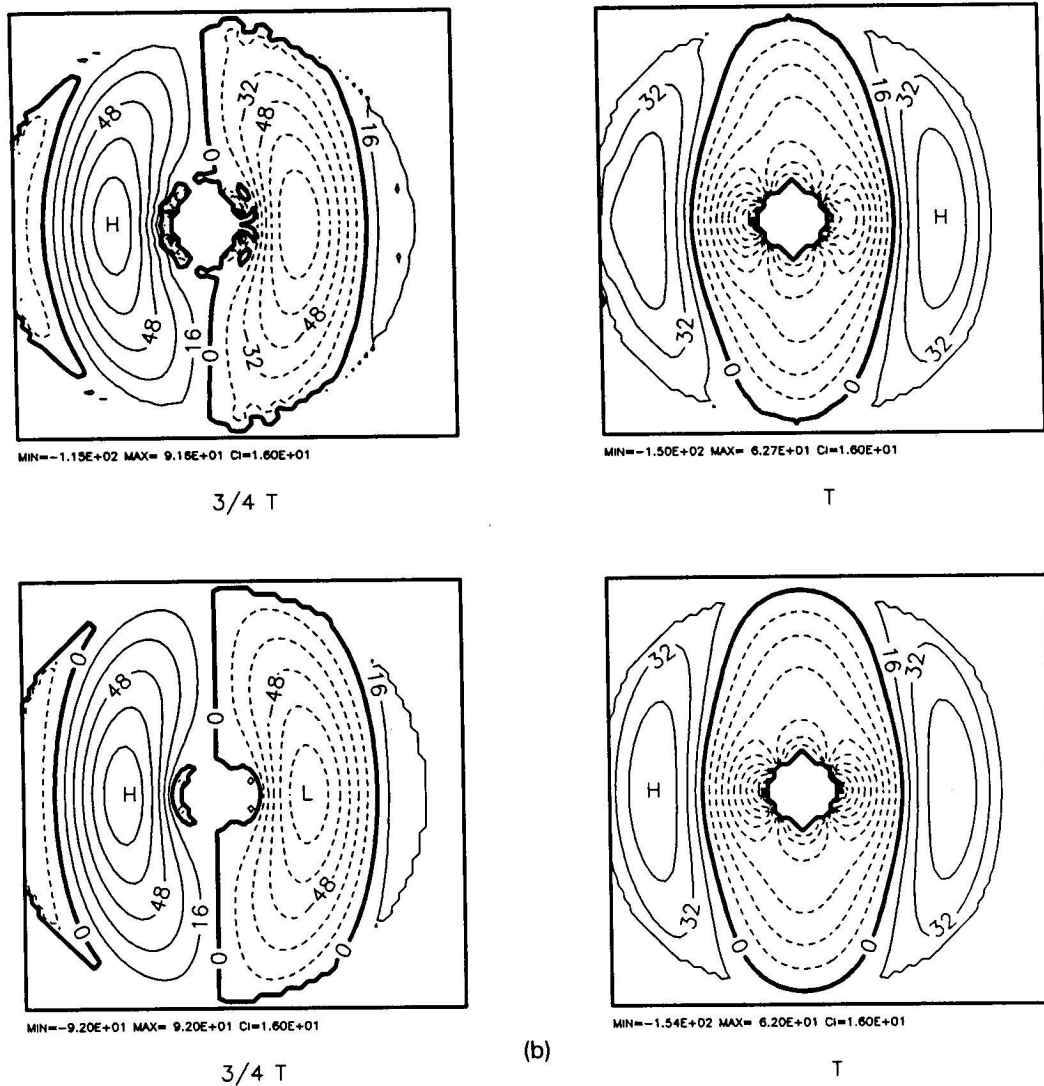 32
48
48
16
0
H
48
48
16
0
32
16
0
32
32
H
32
0
0
32
MIN=-1.15E+02 MAX= 9.16E+01 CI=1.60E+01
MIN=-1.50E+02 MAX= 6.27E+01 CI=1.60E+01
3/4 T
T
0
48
48
16
0
H
L
48
48
16
0
0
32
16
32
H
32
32
0
0
MIN=-9.20E+01 MAX= 9.20E+01 CI=1.60E+01
MIN=-1.54E+02 MAX= 6.20E+01 CI=1.60E+01
(b)
3/4 T
T